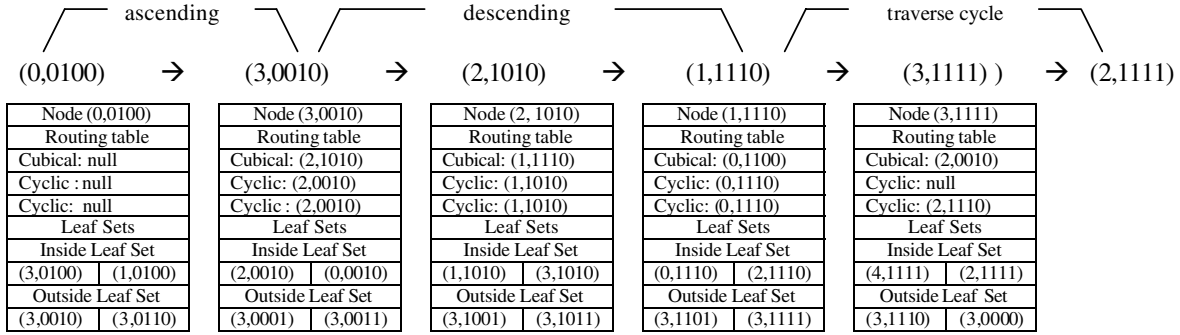 ascending descending traverse cycle
(0,0100) → (3,0010) → (2,1010) → (1,1110) → (3,1111) ) → (2,1111)
Node (0,0100)
Routing table
Cubical: null
Cyclic : null
Cyclic: null
Leaf Sets
Inside Leaf Set
(3,0100) (1,0100)
Outside Leaf Set
(3,0010) (3,0110)
Node (3,0010)
Routing table
Cubical: (2,1010)
Cyclic: (2,0010)
Cyclic : (2,0010)
Leaf Sets
Inside Leaf Set
(2,0010) (0,0010)
Outside Leaf Set
(3,0001) (3,0011)
Node (2, 1010)
Routing table
Cubical: (1,1110)
Cyclic: (1,1010)
Cyclic: (1,1010)
Leaf Sets
Inside Leaf Set
(1,1010) (3,1010)
Outside Leaf Set
(3,1001) (3,1011)
Node (1,1110)
Routing table
Cubical: (0,1100)
Cyclic: (0,1110)
Cyclic: (0,1110)
Leaf Sets
Inside Leaf Set
(0,1110) (2,1110)
Outside Leaf Set
(3,1101) (3,1111)
Node (3,1111)
Routing table
Cubical: (2,0010)
Cyclic: null
Cyclic: (2,1110)
Leaf Sets
Inside Leaf Set
(4,1111) (2,1111)
Outside Leaf Set
(3,1110) (3,0000)